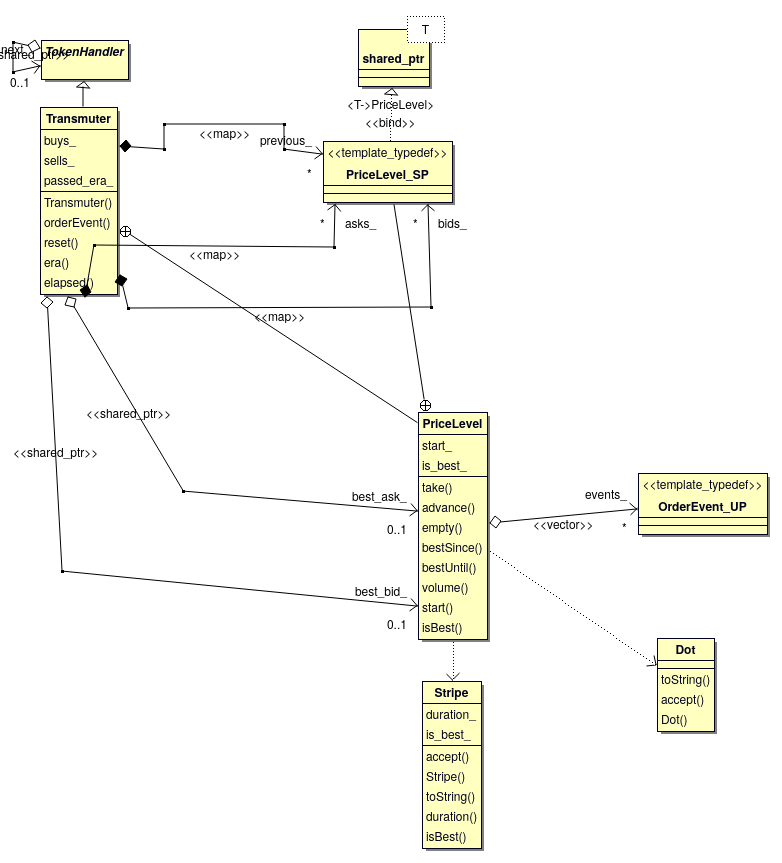 T
next_
TokenHandler
<<shared_ptr>>
0..1
shared_ptr
<T->PriceLevel>
<<bind>>
Transmuter
buys_
sells_
passed_era_
Transmuter()
orderEvent()
reset()
era()
elapsed()
<<map>>
previous_
*
<<template_typedef>>
PriceLevel_SP
*
asks_
*
bids_
<<map>>
<<map>>
<<shared_ptr>>
<<shared_ptr>>
best_ask_
0..1
best_bid_
0..1
PriceLevel
start_
is_best_
take()
advance()
empty()
bestSince()
bestUntil()
volume()
start()
isBest()
events_
<<vector>>
*
<<template_typedef>>
OrderEvent_UP
Dot
toString()
accept()
Dot()
Stripe
duration_
is_best_
accept()
Stripe()
toString()
duration()
isBest()